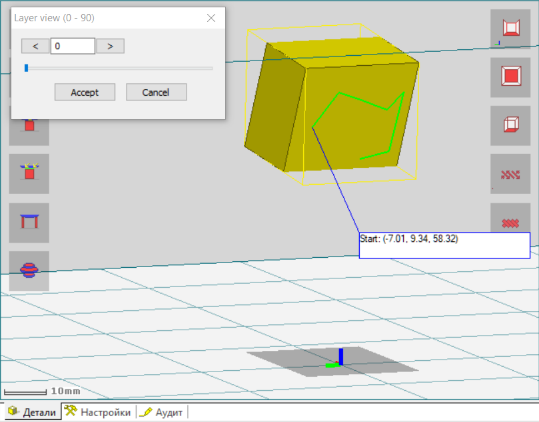 Layer view (0 - 90)
<
0
>
Accept
Cancel
Start: (-7.01, 9.34, 58.32)
10mm
Детали
Настройки
Аудит